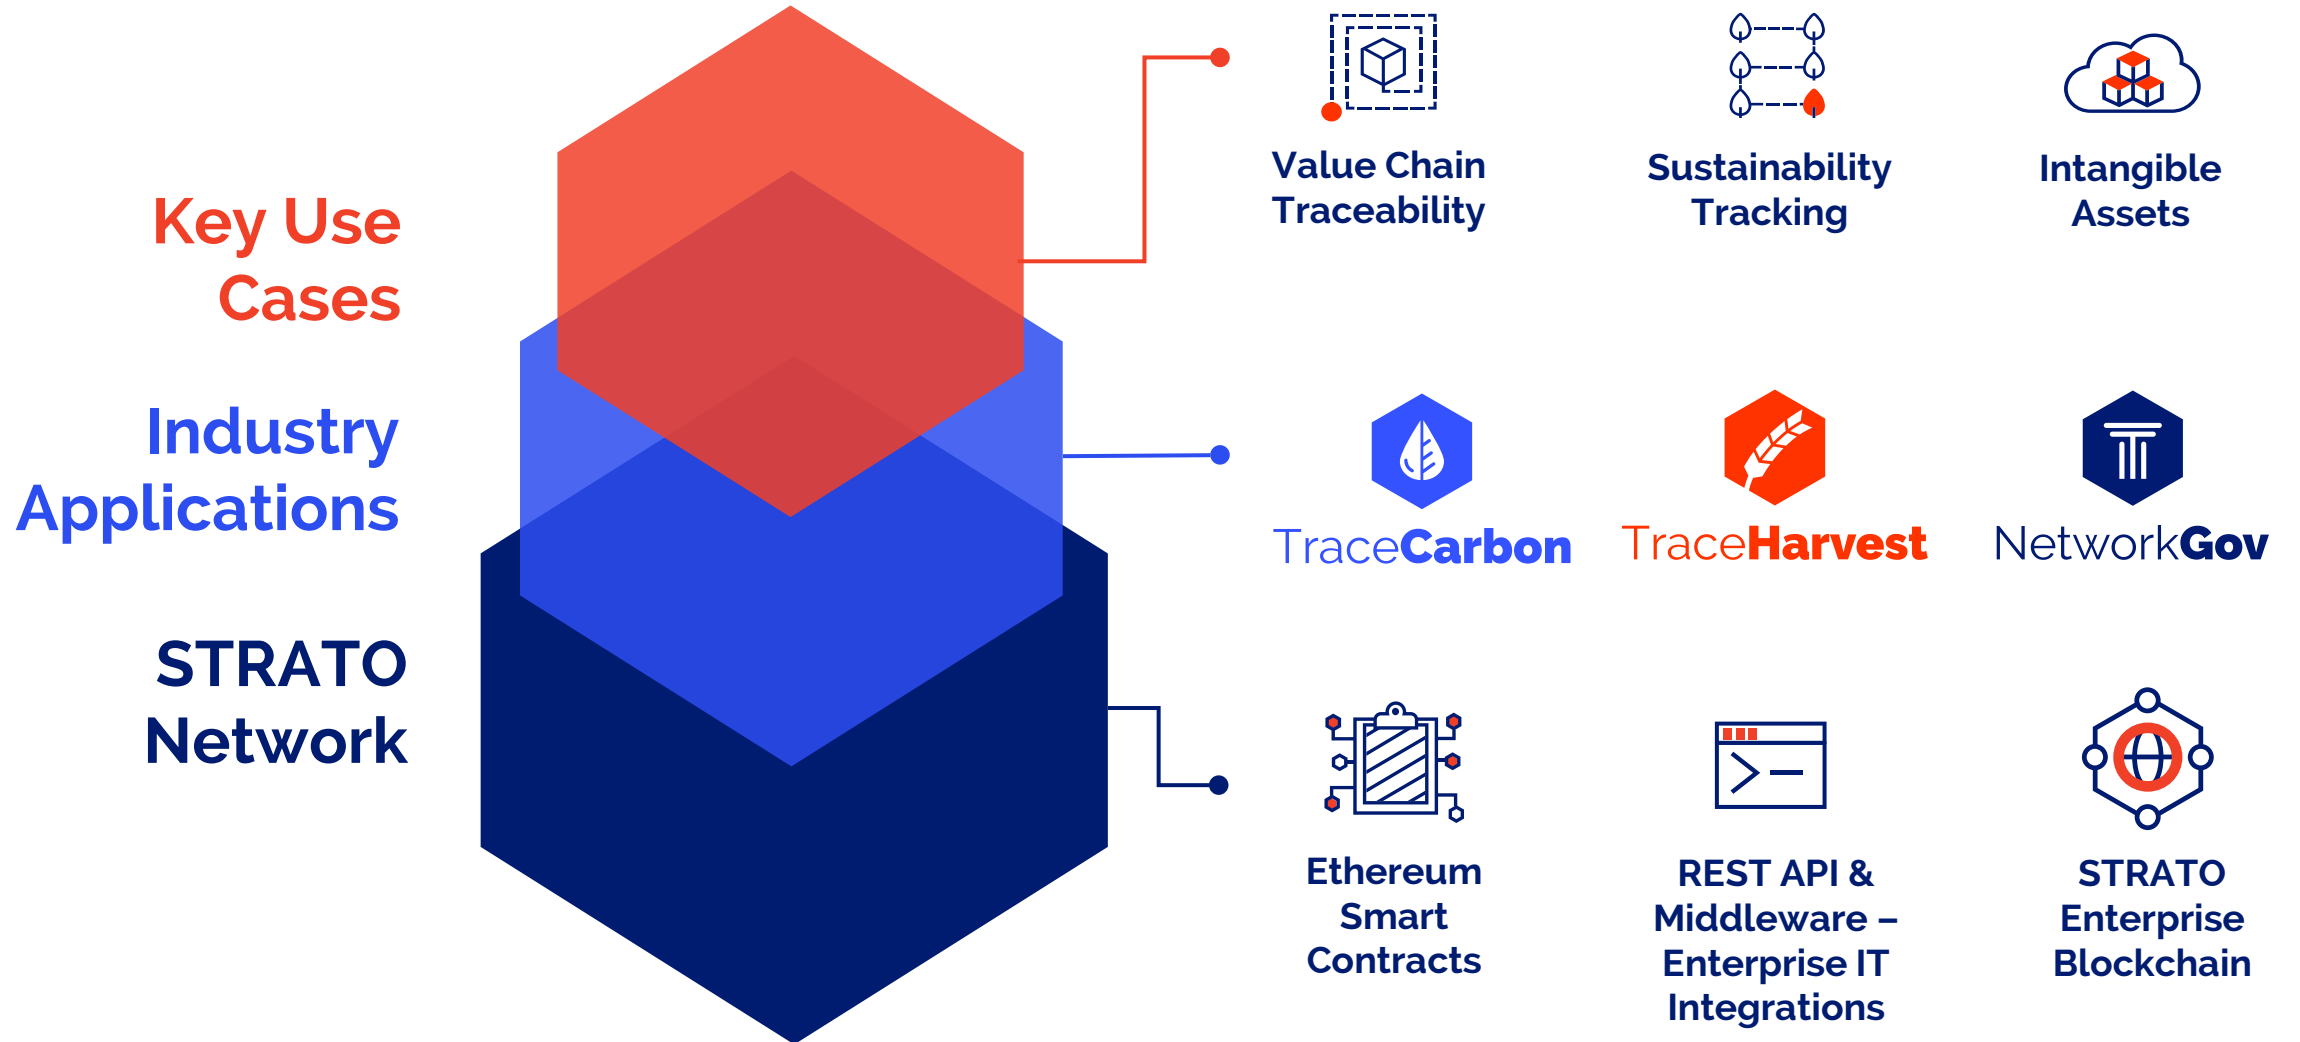 Key Use
Cases
Value Chain
Traceability
Sustainability
Tracking
Intangible
Assets
Industry
Applications
TraceCarbon
TraceHarvest
NetworkGov
STRATO
Network
Ethereum
Smart
Contracts
REST API &
Middleware –
Enterprise IT
Integrations
STRATO
Enterprise
Blockchain